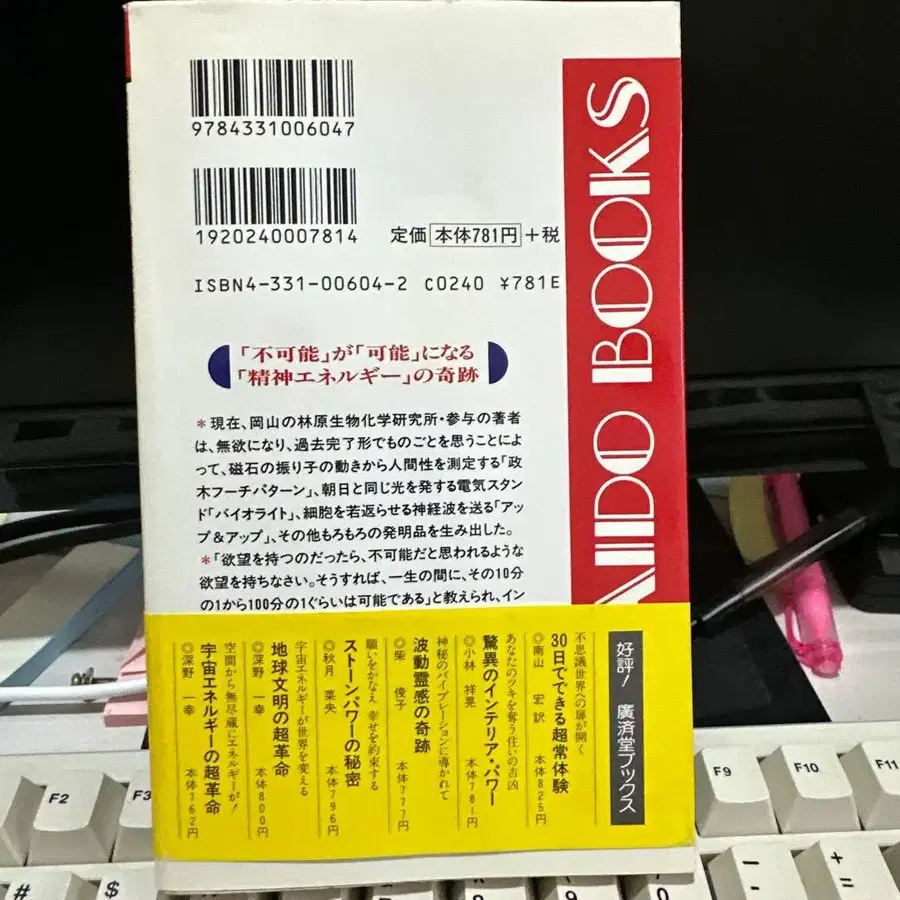 9784331006047
1920240007814
定価 本体781円 +税
ISBN4-331-00604-2 C0240 ¥781E
「不可能」が「可能」になる
「精神エネルギー」の奇跡
*現在、岡山の林原生物化学研究所・参与の著者
は、無欲になり、過去完了形でものごとを思うことによ
って、磁石の振り子の動きから人間性を測定する「政
木フーチパターン」、朝日と同じ光を発する電気スタン
ド「バイオライト」、細胞を若返らせる神経波を送る「アッ
プ&アップ」、その他もろもろの発明品を生み出した。
*「欲望を持つのだったら、不可能だと思われるような
欲望を持ちなさい。そうすれば、一生の間に、その10分
の1から100分の1ぐらいは可能である」と教えられ、イン
AIDO BOOKS
好評! 廣済堂ブックス
不思議世界への扉が開く
30日でできる超常体験
◎南山 宏 訳 本体825円
あなたのツキを奪う住いの吉凶
驚異のインテリア・パワー
◎小林 祥晃 本体781円
神秘のバイブレーションに導かれて
波動霊感の奇跡
◎柴 俊子 本体777円
願いをかなえ 幸せを約束する
ストーンパワーの秘密
◎秋月 菜央 本体796円
宇宙エネルギーが世界を変える
地球文明の超革命
◎深野 一幸 本体800円
空間から無尽蔵にエネルギーが!
宇宙エネルギーの超革命
◎深野 一幸 本体762円
F2
F3
F9
F10
F11
#
$
)
0
-
_
+
=